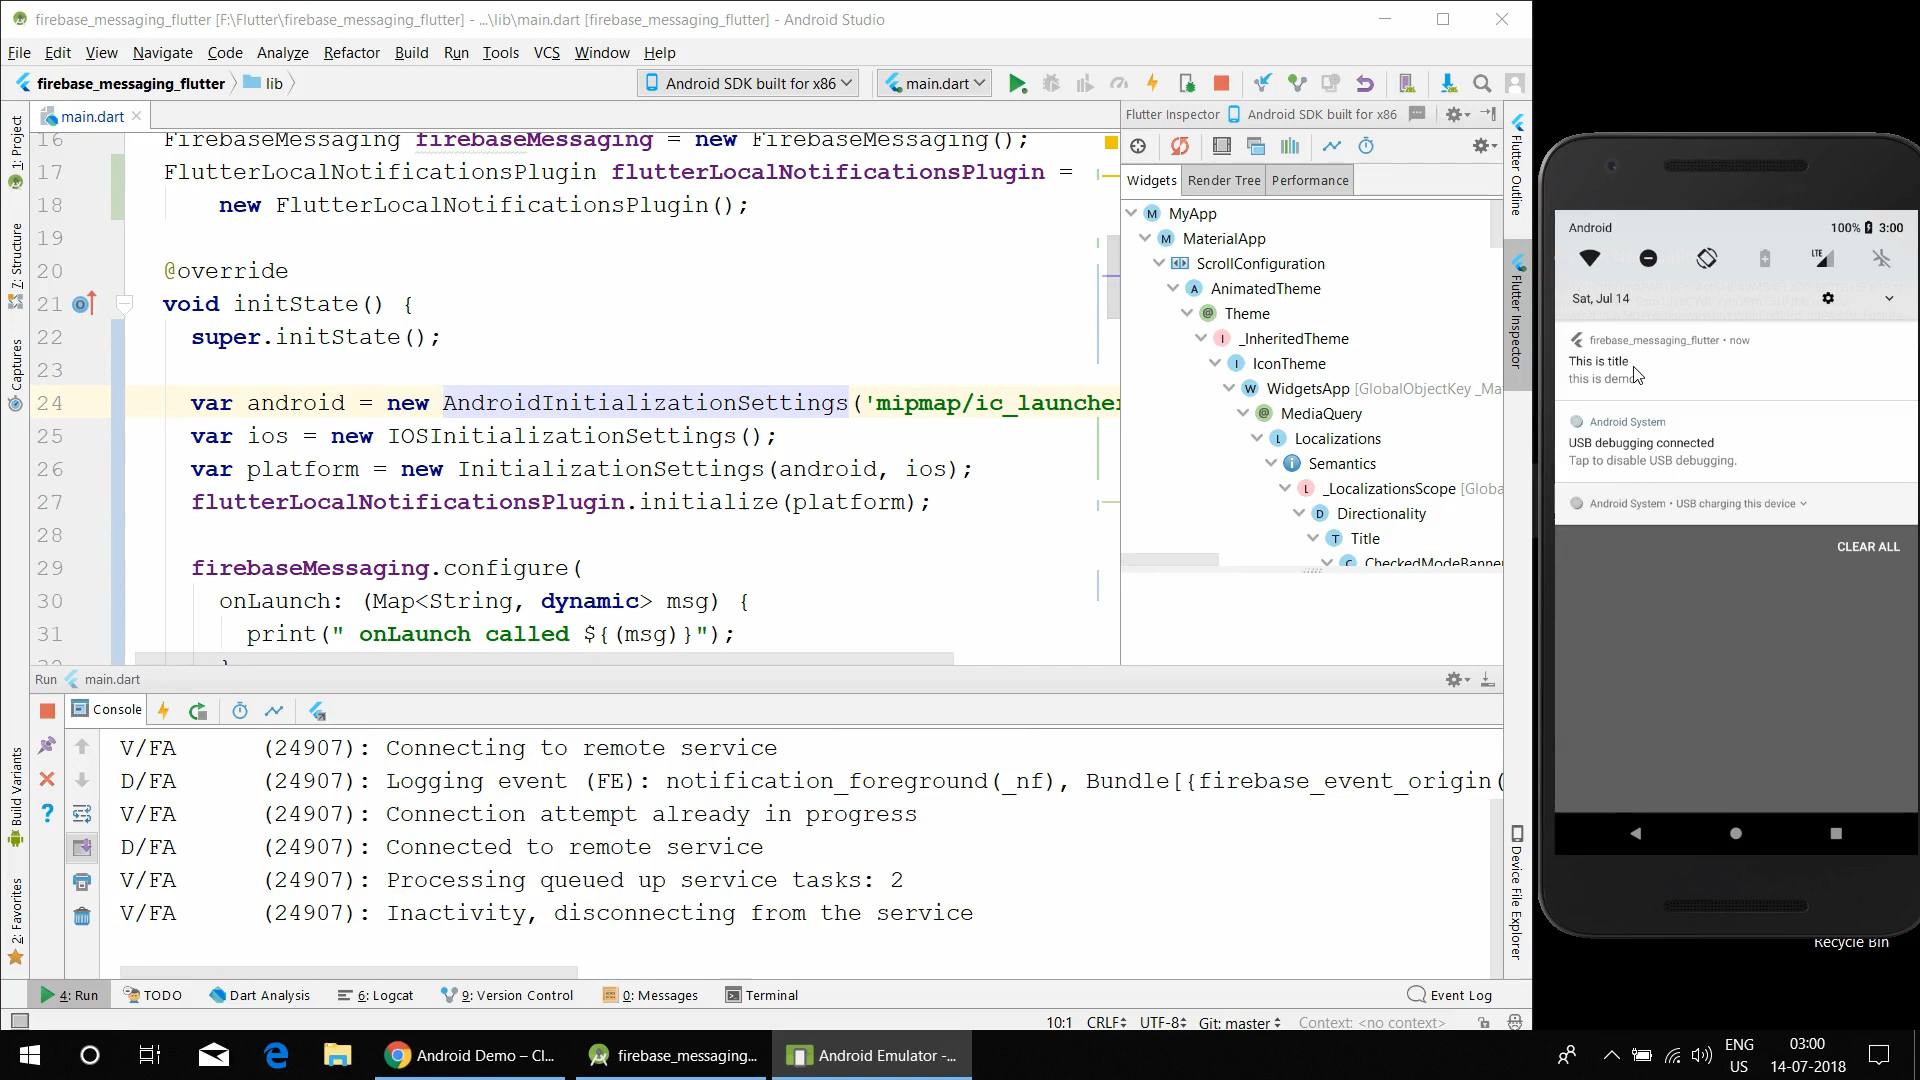 firebase_messaging_flutter [F:\Flutter\firebase_messaging_flutter] - ...\lib\main.dart [firebase_messaging_flutter] - Android Studio
File Edit View Navigate Code Analyze Refactor Build Run Tools VCS Window Help
firebase_messaging_flutter lib
Android SDK built for x86
main.dart
main.dart
16 FirebaseMessaging firebaseMessaging = new FirebaseMessaging();
17 FlutterLocalNotificationsPlugin flutterLocalNotificationsPlugin =
18 new FlutterLocalNotificationsPlugin();
19
20 @override
21 void initState() {
22 super.initState();
23
24 var android = new AndroidInitializationSettings('mipmap/ic_launcher
25 var ios = new IOSInitializationSettings();
26 var platform = new InitializationSettings(android, ios);
27 flutterLocalNotificationsPlugin.initialize(platform);
28
29 firebaseMessaging.configure(
30 onLaunch: (Map<String, dynamic> msg) {
31 print(" onLaunch called ${(msg)}");
1: Project
7: Structure
Captures
Build Variants
2: Favorites
Flutter Inspector Android SDK built for x86
Widgets Render Tree Performance
MyApp
MaterialApp
ScrollConfiguration
AnimatedTheme
Theme
_InheritedTheme
IconTheme
WidgetsApp [GlobalObjectKey _Ma
MediaQuery
Localizations
Semantics
_LocalizationsScope [Globa
Directionality
Title
CheckedModeBanner
Flutter Outline
Flutter Inspector
Device File Explorer
Run main.dart
Console
V/FA (24907): Connecting to remote service
D/FA (24907): Logging event (FE): notification_foreground(_nf), Bundle[{firebase_event_origin(
V/FA (24907): Connection attempt already in progress
D/FA (24907): Connected to remote service
V/FA (24907): Processing queued up service tasks: 2
V/FA (24907): Inactivity, disconnecting from the service
4: Run TODO Dart Analysis 6: Logcat 9: Version Control 0: Messages Terminal Event Log
10:1 CRLF UTF-8 Git: master Context: <no context>
Android 100% 3:00
LTE
Sat, Jul 14
firebase_messaging_flutter • now
This is title
this is demo
Android System
USB debugging connected
Tap to disable USB debugging.
Android System • USB charging this device
CLEAR ALL
Recycle Bin
Android Demo – Cl...
firebase_messaging...
Android Emulator -...
ENG
US
03:00
14-07-2018